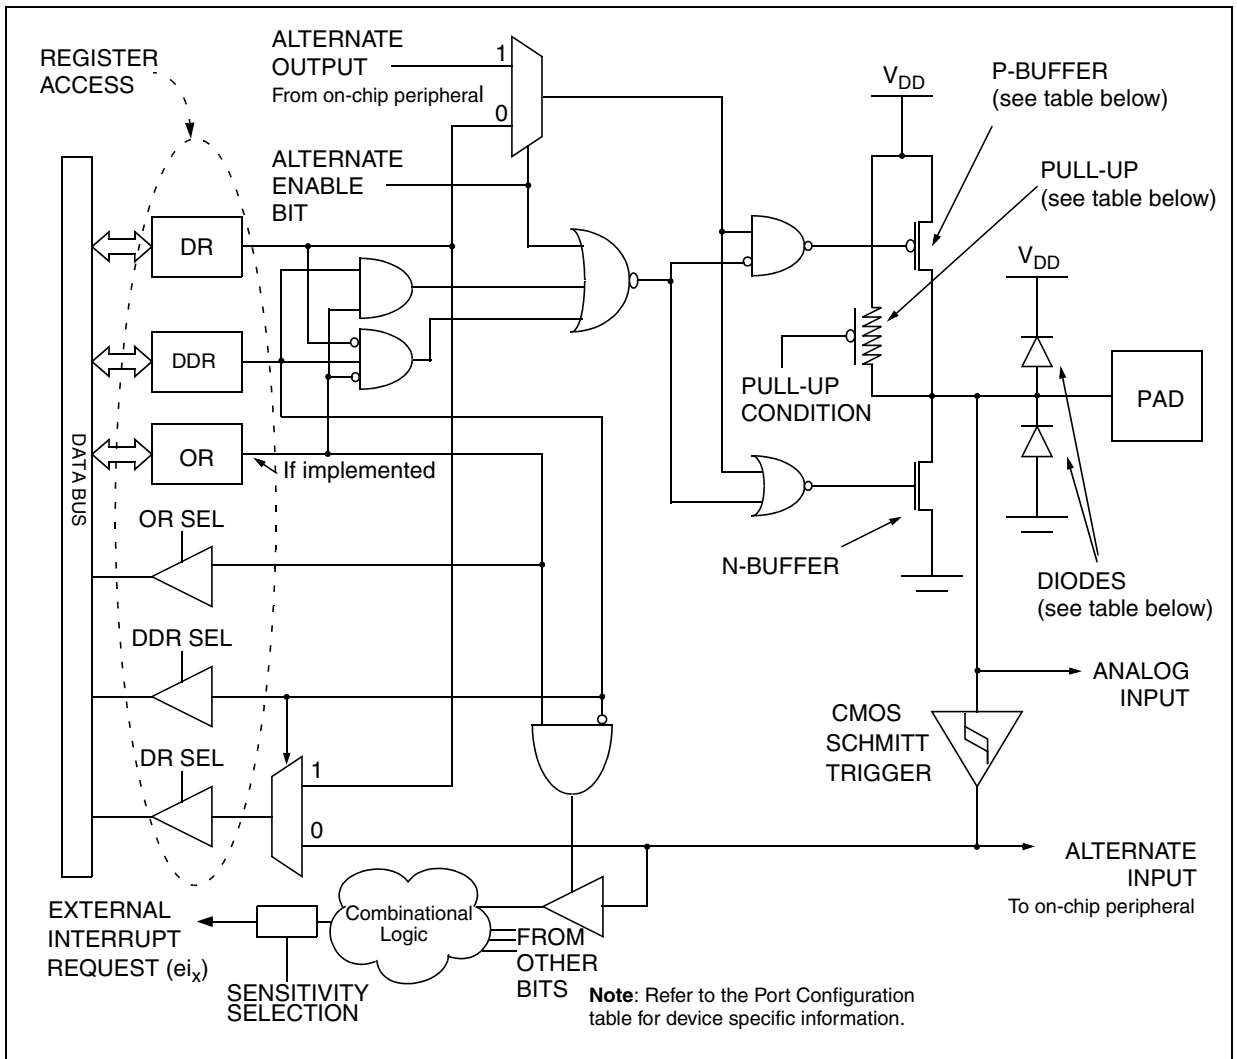 REGISTER
ACCESS
ALTERNATE
OUTPUT
From on-chip peripheral
1
0
ALTERNATE
ENABLE
BIT
VDD
P-BUFFER
(see table below)
PULL-UP
(see table below)
VDD
DR
DDR
OR
If implemented
DATA BUS
PULL-UP
CONDITION
PAD
N-BUFFER
DIODES
(see table below)
OR SEL
DDR SEL
DR SEL
1
0
ANALOG
INPUT
CMOS
SCHMITT
TRIGGER
ALTERNATE
INPUT
To on-chip peripheral
EXTERNAL
INTERRUPT
REQUEST (eix)
Combinational
Logic
FROM
OTHER
BITS
SENSITIVITY
SELECTION
Note: Refer to the Port Configuration
table for device specific information.